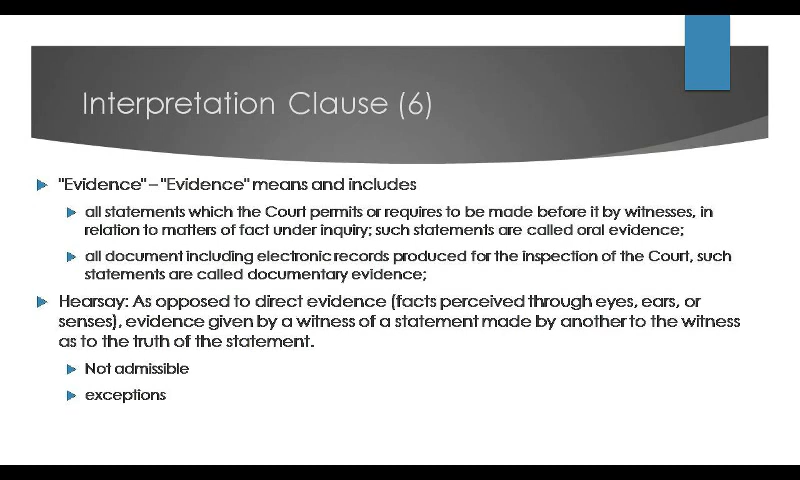 Interpretation Clause (6)
"Evidence" – "Evidence" means and includes
all statements which the Court permits or requires to be made before it by witnesses, in
relation to matters of fact under inquiry; such statements are called oral evidence;
all document including electronic records produced for the inspection of the Court, such
statements are called documentary evidence;
Hearsay: As opposed to direct evidence (facts perceived through eyes, ears, or
senses), evidence given by a witness of a statement made by another to the witness
as to the truth of the statement.
Not admissible
exceptions